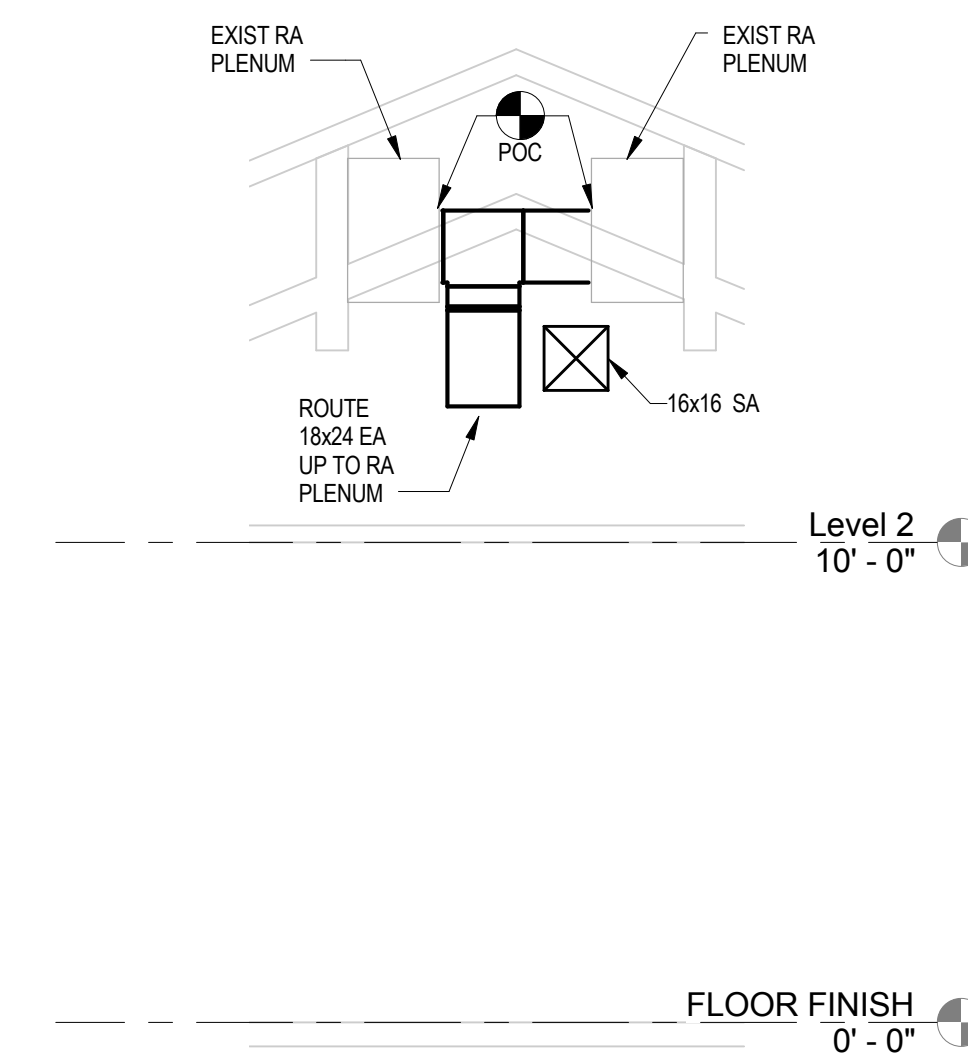 EXIST RA
PLENUM
EXIST RA
PLENUM
POC
16x16 SA
ROUTE
18x24 EA
UP TO RA
PLENUM
Level 2
10' - 0"
FLOOR FINISH
0' - 0"